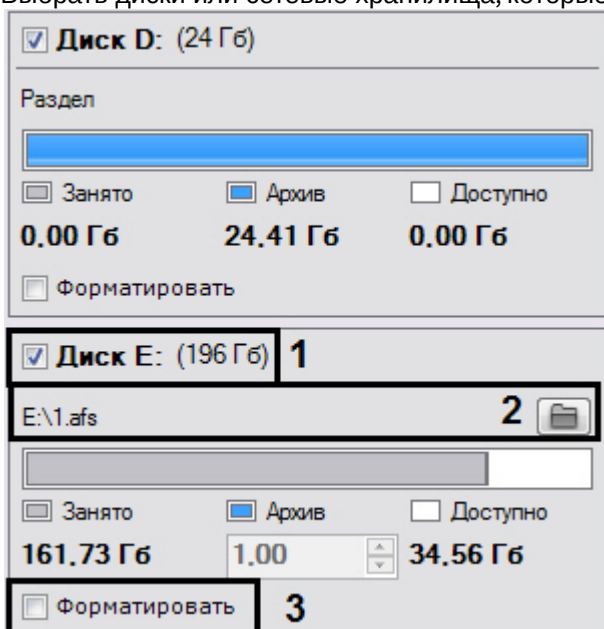 Выбрать диски или сетевые хранилища, которые
Диск D: (24 Гб)
Раздел
Занято Архив Доступно
0.00 Гб 24.41 Гб 0.00 Гб
Форматировать
Диск E: (196 Гб) 1
E:\1.afs 2
Занято Архив Доступно
161.73 Гб 1.00 34.56 Гб
Форматировать 3